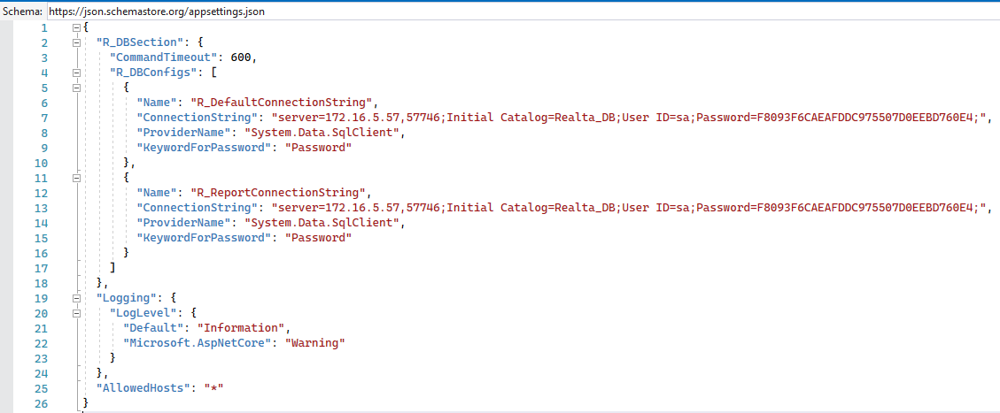 Schema: https://json.schemastore.org/appsettings.json
1 {
2 "R_DBSection": {
3 "CommandTimeout": 600,
4 "R_DBConfigs": [
5 {
6 "Name": "R_DefaultConnectionString",
7 "ConnectionString": "server=172.16.5.57,57746;Initial Catalog=Realta_DB;User ID=sa;Password=F8093F6CAEAFDDC975507D0EEBD760E4;",
8 "ProviderName": "System.Data.SqlClient",
9 "KeywordForPassword": "Password"
10 },
11 {
12 "Name": "R_ReportConnectionString",
13 "ConnectionString": "server=172.16.5.57,57746;Initial Catalog=Realta_DB;User ID=sa;Password=F8093F6CAEAFDDC975507D0EEBD760E4;",
14 "ProviderName": "System.Data.SqlClient",
15 "KeywordForPassword": "Password"
16 }
17 ]
18 },
19 "Logging": {
20 "LogLevel": {
21 "Default": "Information",
22 "Microsoft.AspNetCore": "Warning"
23 }
24 },
25 "AllowedHosts": "*"
26 }